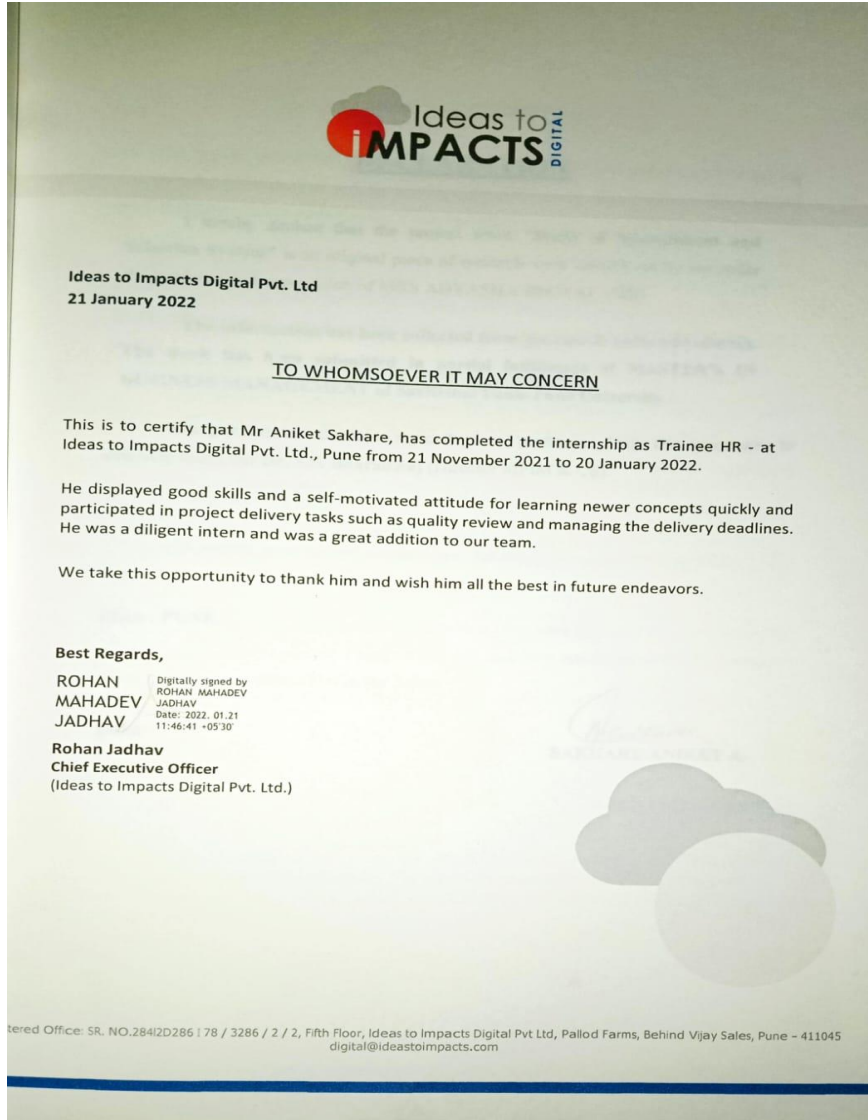 Ideas to
iMPACTS
DIGITAL
Ideas to Impacts Digital Pvt. Ltd
21 January 2022
TO WHOMSOEVER IT MAY CONCERN
This is to certify that Mr Aniket Sakhare, has completed the internship as Trainee HR - at
Ideas to Impacts Digital Pvt. Ltd., Pune from 21 November 2021 to 20 January 2022.
He displayed good skills and a self-motivated attitude for learning newer concepts quickly and
participated in project delivery tasks such as quality review and managing the delivery deadlines.
He was a diligent intern and was a great addition to our team.
We take this opportunity to thank him and wish him all the best in future endeavors.
Best Regards,
ROHAN
MAHADEV
JADHAV
Digitally signed by
ROHAN MAHADEV
JADHAV
Date: 2022. 01.21
11:46:41 +05'30'
Rohan Jadhav
Chief Executive Officer
(Ideas to Impacts Digital Pvt. Ltd.)
tered Office: SR. NO.284I2D286 I 78 / 3286 / 2 / 2, Fifth Floor, Ideas to Impacts Digital Pvt Ltd, Pallod Farms, Behind Vijay Sales, Pune – 411045
digital@ideastoimpacts.com